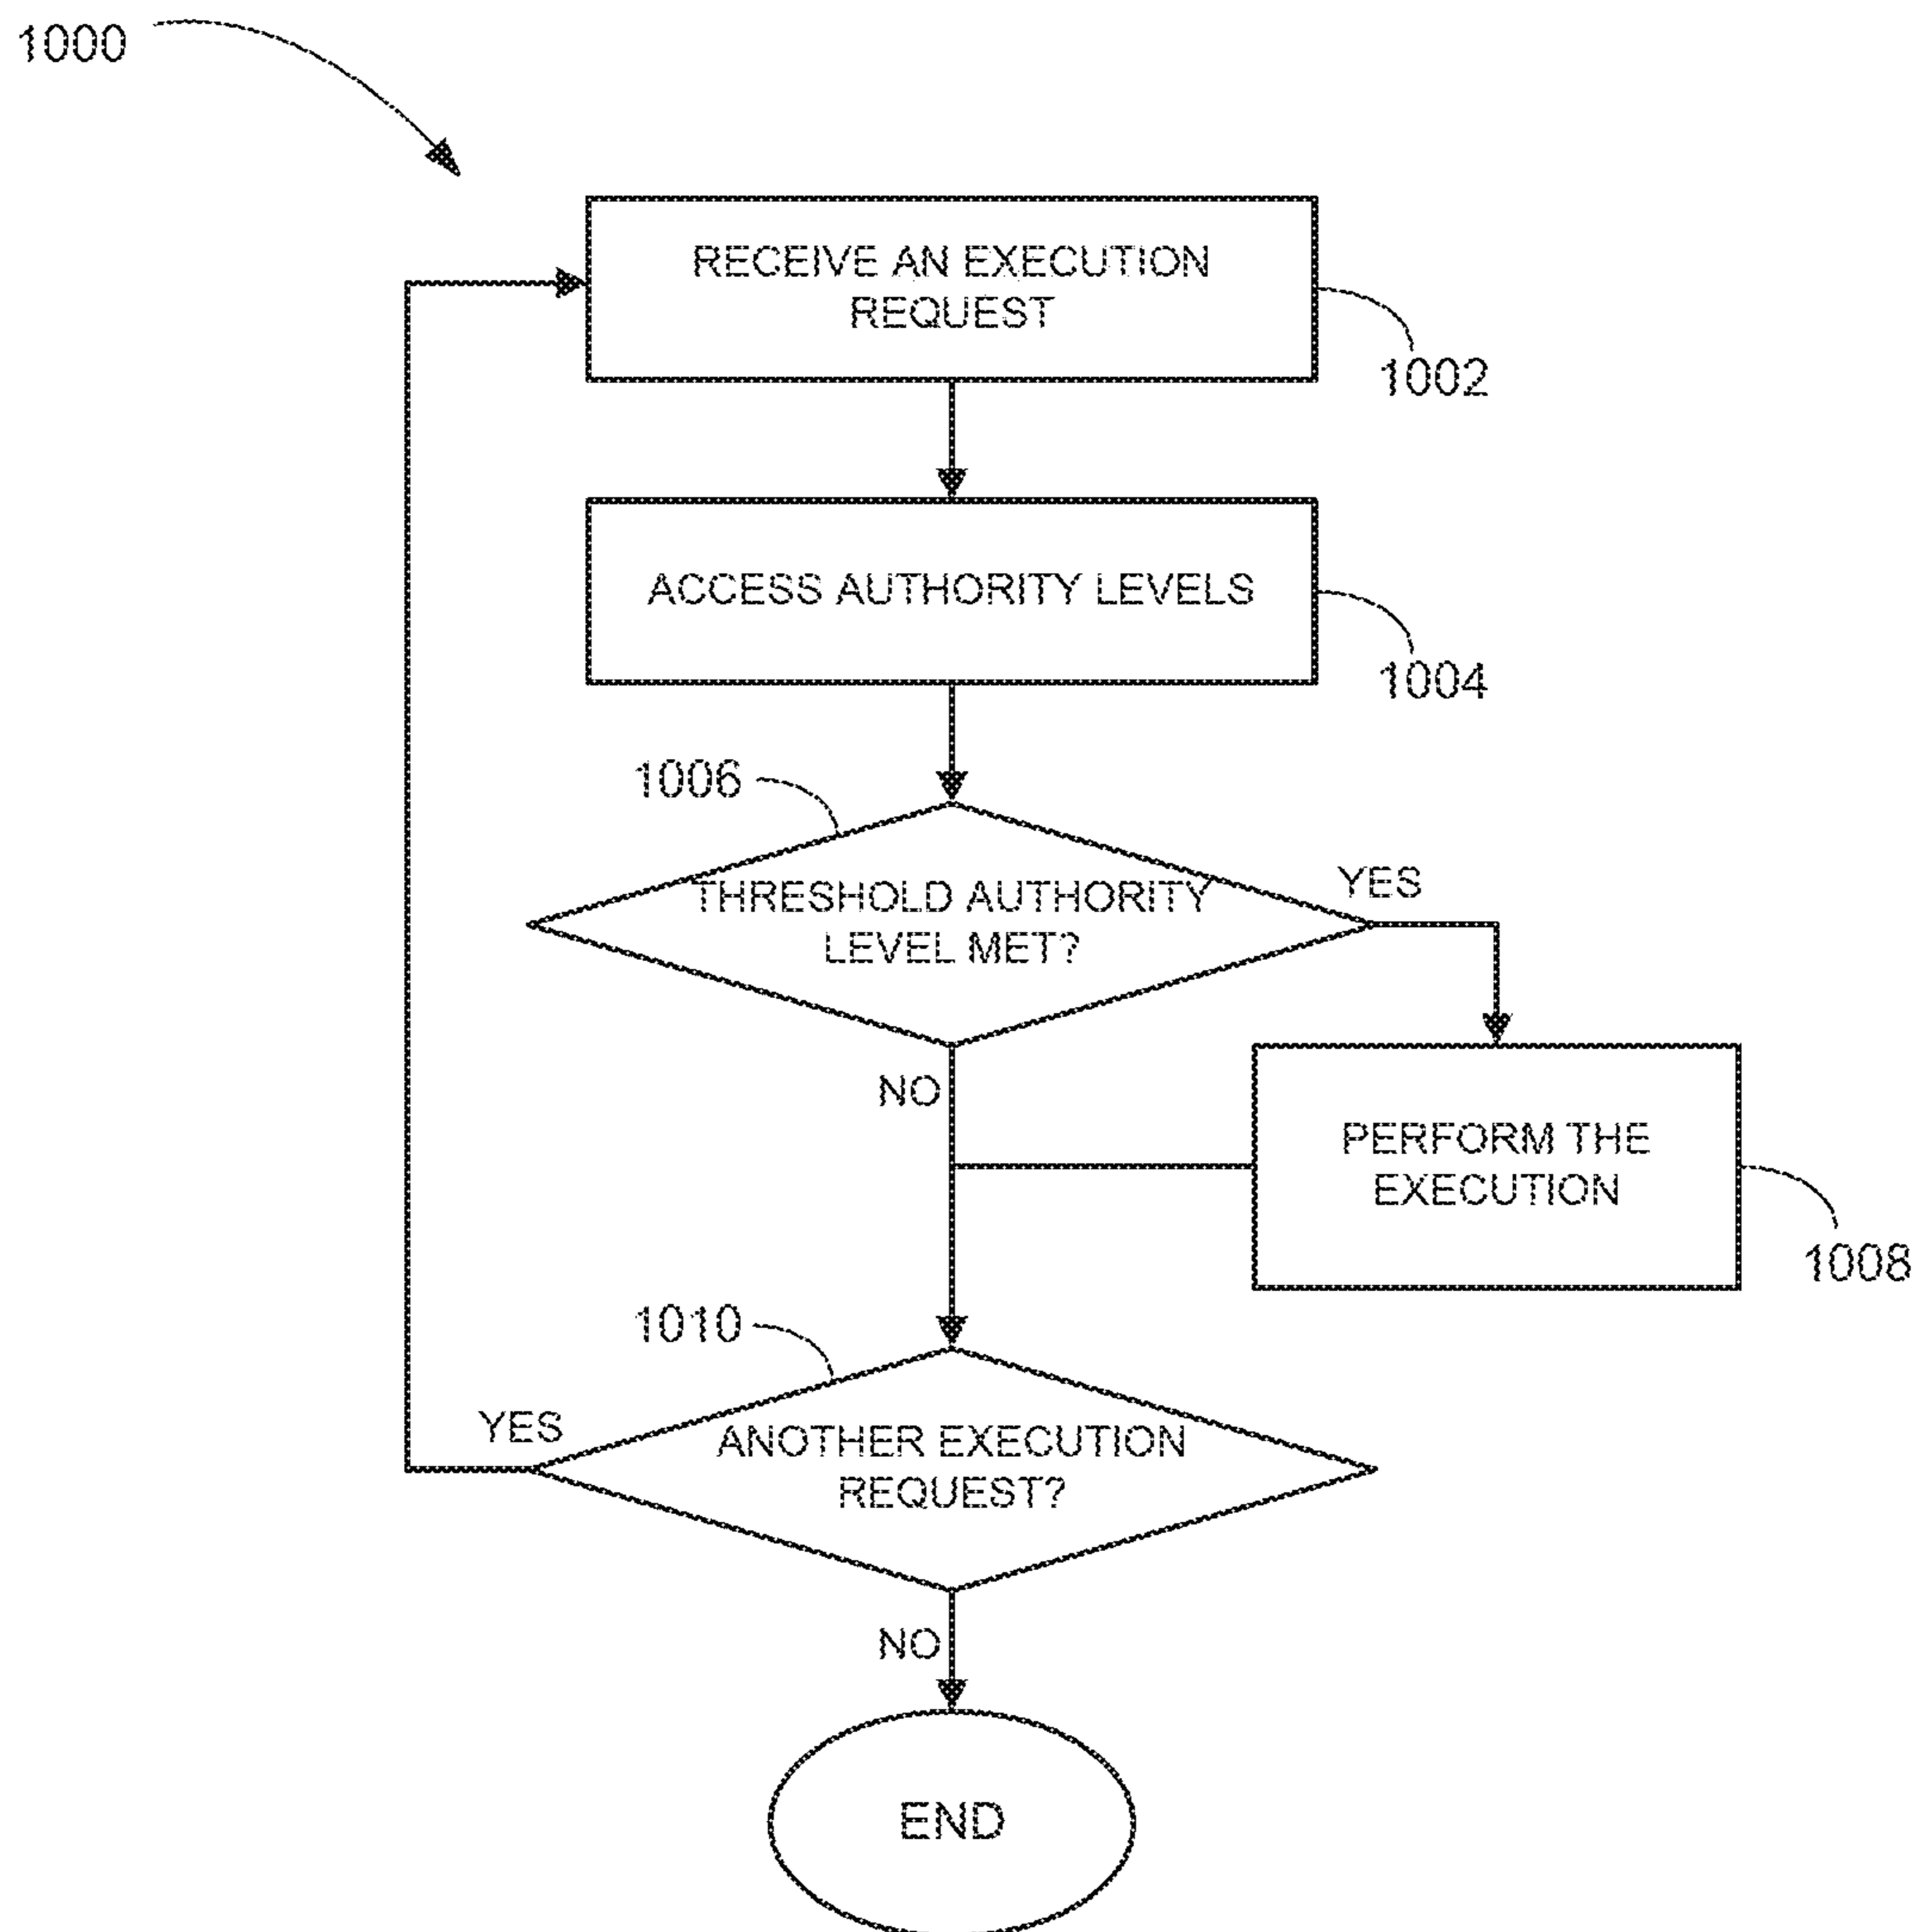 1000
RECEIVE AN EXECUTION
REQUEST
1002
ACCESS AUTHORITY LEVELS
1004
1006
THRESHOLD AUTHORITY
LEVEL MET?
YES
NO
PERFORM THE
EXECUTION
1008
1010
YES
ANOTHER EXECUTION
REQUEST?
NO
END